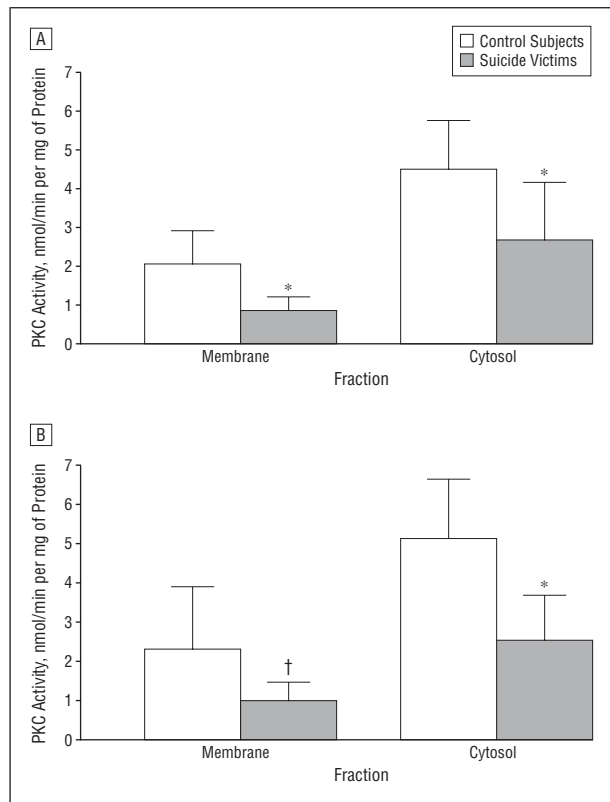 A
Control Subjects
Suicide Victims
PKC Activity, nmol/min per mg of Protein
7
6
5
4
3
2
1
0
*
*
Membrane
Cytosol
Fraction
B
PKC Activity, nmol/min per mg of Protein
7
6
5
4
3
2
1
0
†
*
Membrane
Cytosol
Fraction